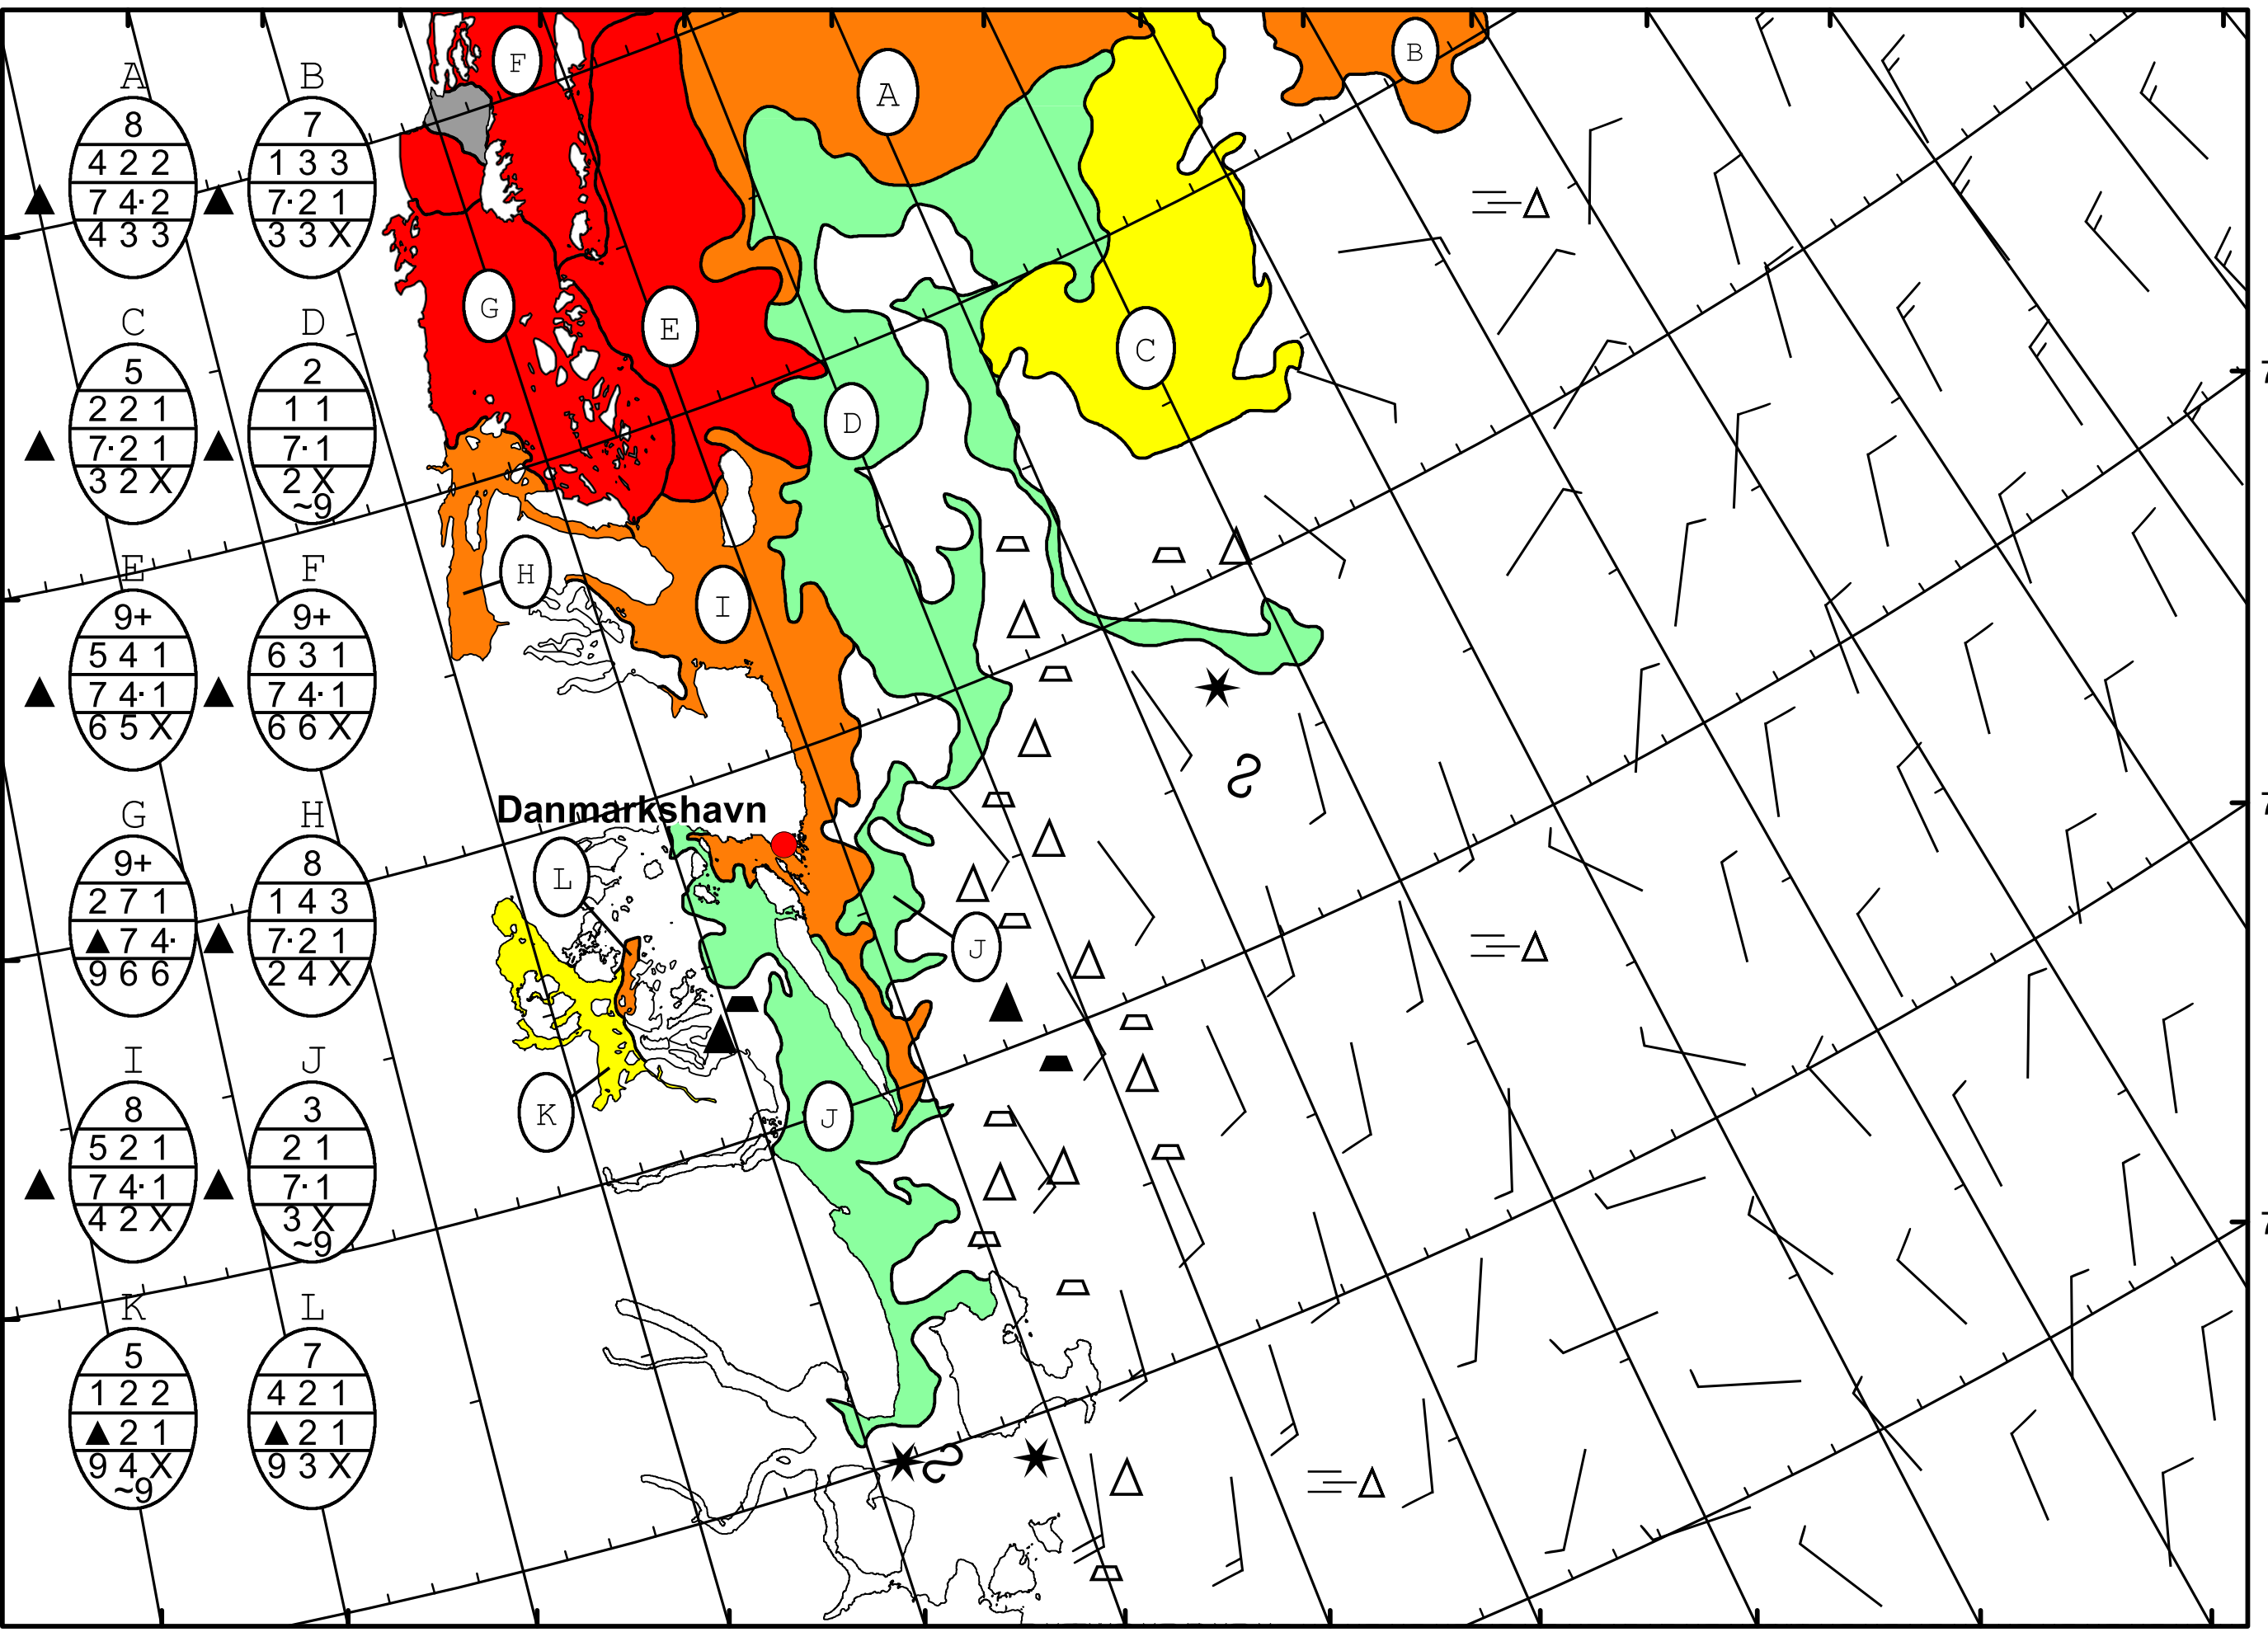 A B
8 7
4 2 2 1 3 3
▲ 7 4· 2 ▲ 7· 2 1
4 3 3 3 3 X
C D
5 2
2 2 1 1 1
▲ 7· 2 1 ▲ 7· 1
3 2 X 2 X
~9
E F
9+ 9+
5 4 1 6 3 1
▲ 7 4· 1 ▲ 7 4· 1
6 5 X 6 6 X
G H
9+ 8
2 7 1 1 4 3
▲ 7 4· ▲ 7· 2 1
9 6 6 2 4 X
I J
8 3
5 2 1 2 1
▲ 7 4· 1 ▲ 7· 1
4 2 X 3 X
~9
K L
5 7
1 2 2 4 2 1
▲ 2 1 ▲ 2 1
9 4 X 9 3 X
~9
F
A
B
G
E
C
D
H
I
Danmarkshavn
L
J
K
J